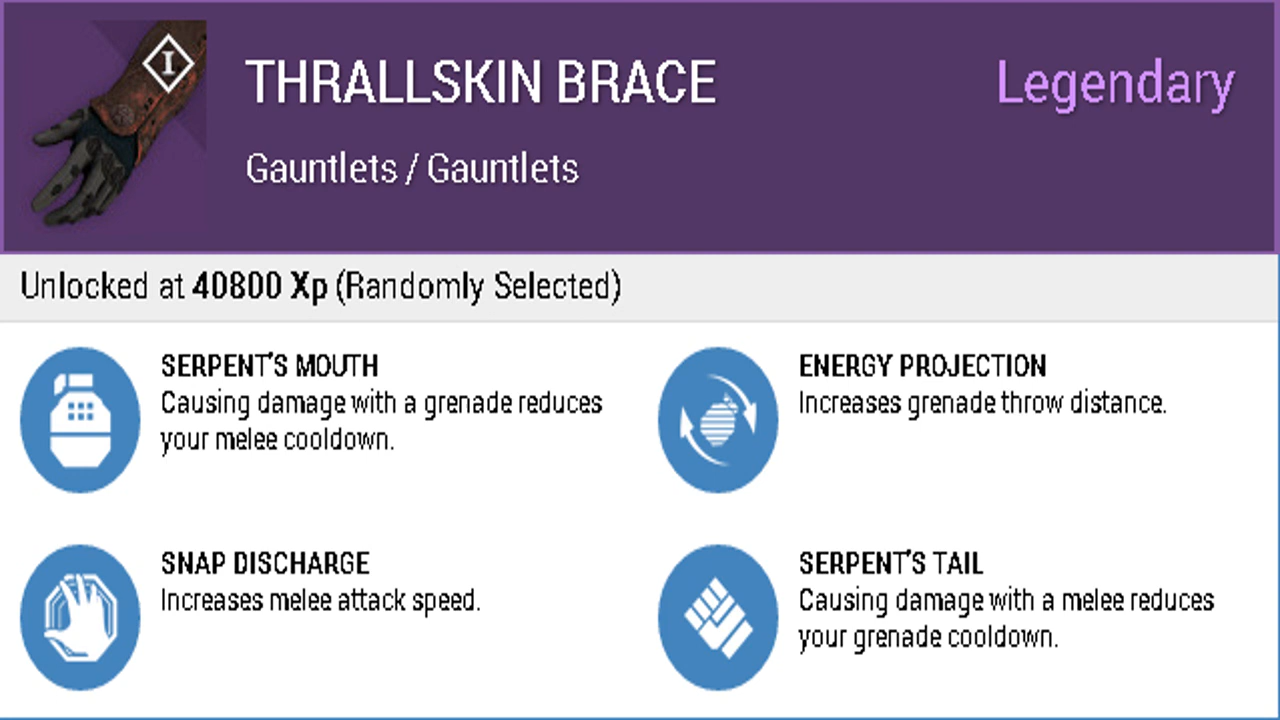 I
THRALLSKIN BRACE
Legendary
Gauntlets / Gauntlets
Unlocked at 40800 Xp (Randomly Selected)
SERPENT'S MOUTH
Causing damage with a grenade reduces
your melee cooldown.
ENERGY PROJECTION
Increases grenade throw distance.
SNAP DISCHARGE
Increases melee attack speed.
SERPENT'S TAIL
Causing damage with a melee reduces
your grenade cooldown.